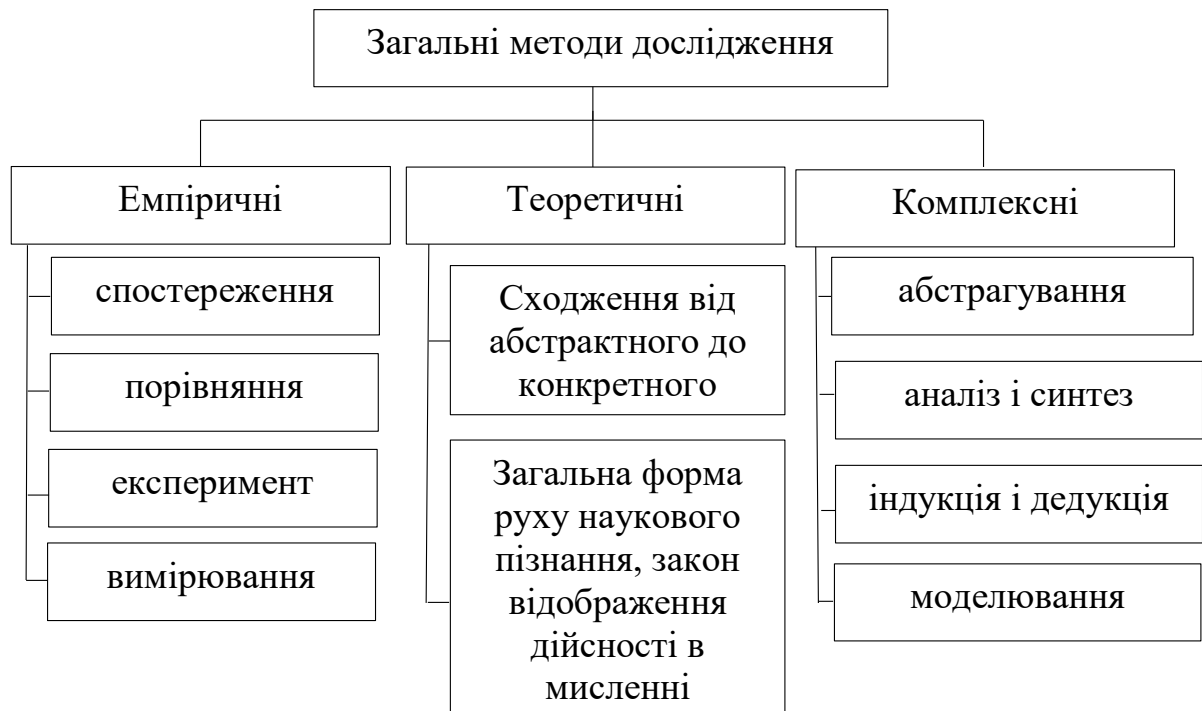 Загальні методи дослідження
Емпіричні
спостереження
порівняння
експеримент
вимірювання
Теоретичні
Сходження від
абстрактного до
конкретного
Загальна форма
руху наукового
пізнання, закон
відображення
дійсності в
мисленні
Комплексні
абстрагування
аналіз і синтез
індукція і дедукція
моделювання